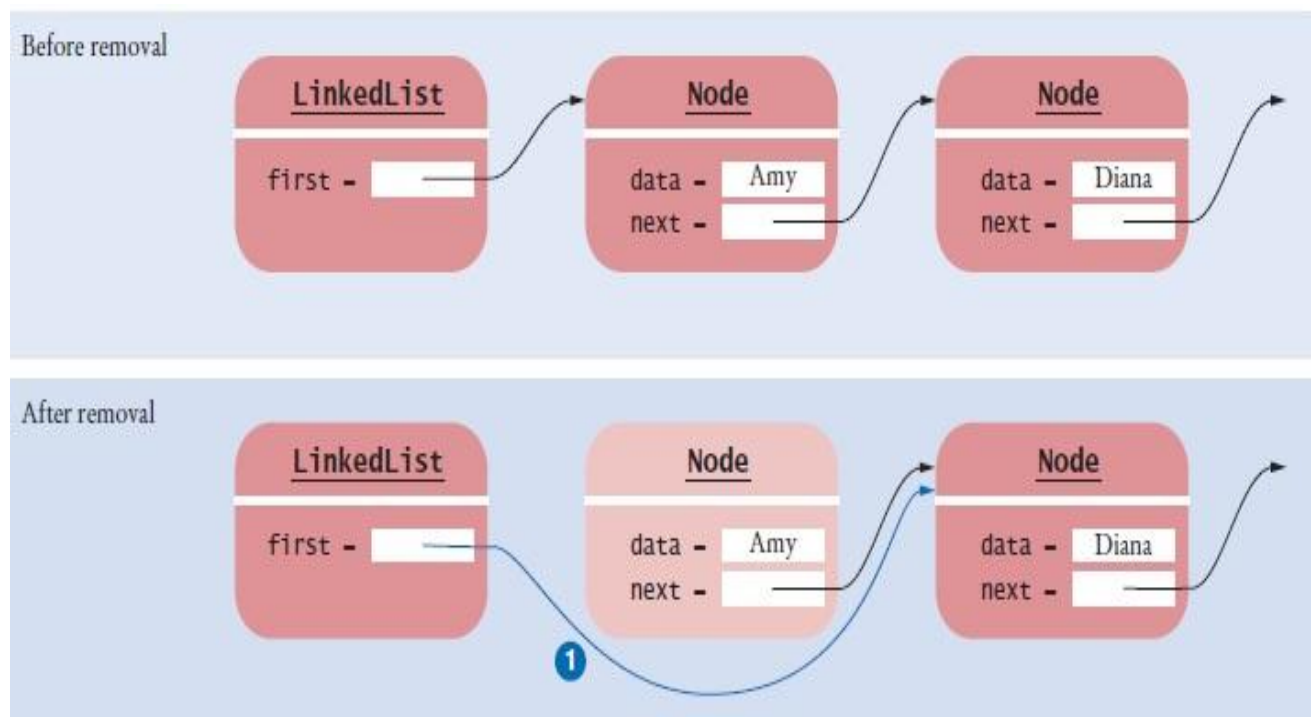 Before removal
LinkedList
Node
Node
first =
data = Amy
data = Diana
next =
next =
After removal
LinkedList
Node
Node
first =
data = Amy
data = Diana
next =
next =
1